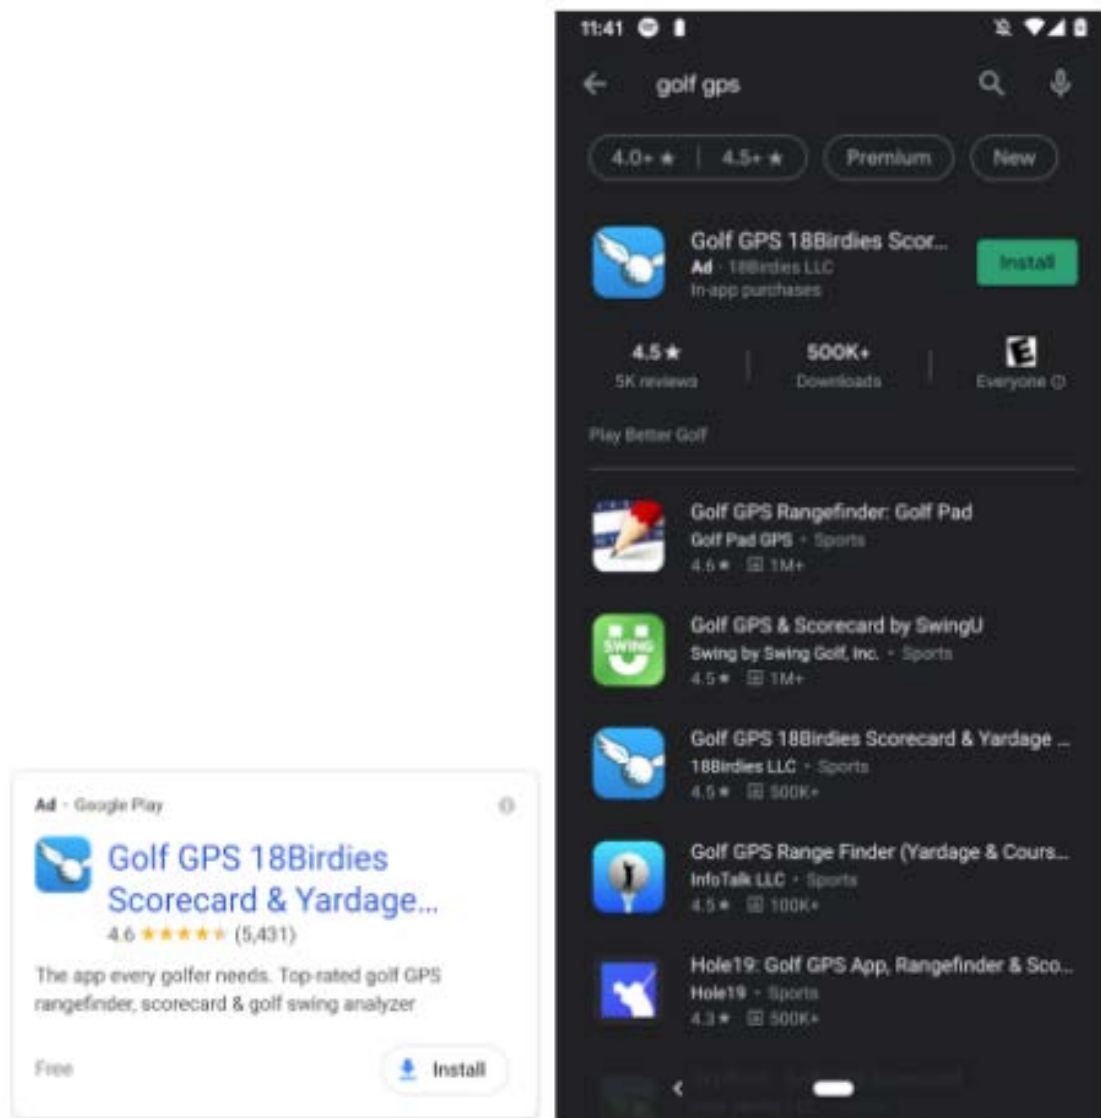 Ad · Google Play
Golf GPS 18Birdies
Scorecard & Yardage...
4.6 ★★★★★ (5,431)
The app every golfer needs. Top-rated golf GPS
rangefinder, scorecard & golf swing analyzer
Free
Install
11:41
golf gps
4.0+ ★ | 4.5+ ★
Premium
New
Golf GPS 18Birdies Scor...
Ad · 18Birdies LLC
In-app purchases
Install
4.5 ★
5K reviews
500K+
Downloads
E
Everyone
Play Better Golf
Golf GPS Rangefinder: Golf Pad
Golf Pad GPS · Sports
4.6 ★ 1M+
SWING
Golf GPS & Scorecard by SwingU
Swing by Swing Golf, Inc. · Sports
4.5 ★ 1M+
Golf GPS 18Birdies Scorecard & Yardage ...
18Birdies LLC · Sports
4.5 ★ 500K+
Golf GPS Range Finder (Yardage & Cours...
InfoTalk LLC · Sports
4.5 ★ 100K+
Hole19: Golf GPS App, Rangefinder & Sco...
Hole19 · Sports
4.3 ★ 500K+